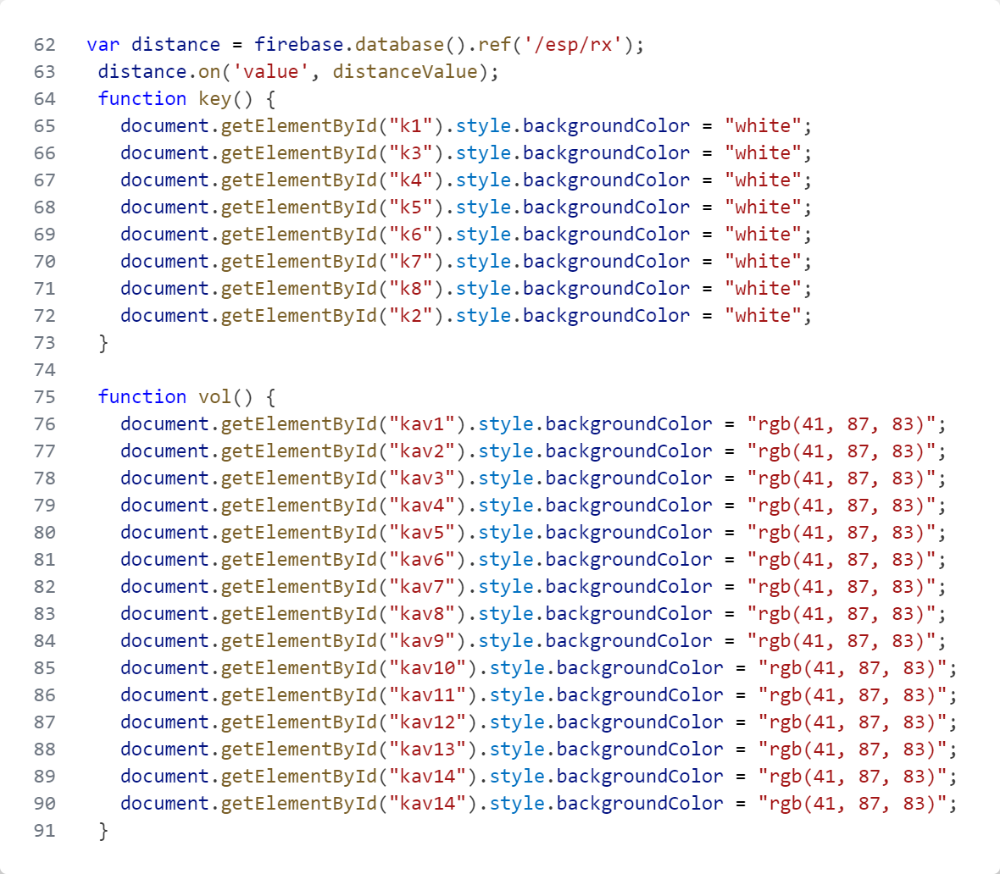 62 var distance = firebase.database().ref('/esp/rx');
63 distance.on('value', distanceValue);
64 function key() {
65 document.getElementById("k1").style.backgroundColor = "white";
66 document.getElementById("k3").style.backgroundColor = "white";
67 document.getElementById("k4").style.backgroundColor = "white";
68 document.getElementById("k5").style.backgroundColor = "white";
69 document.getElementById("k6").style.backgroundColor = "white";
70 document.getElementById("k7").style.backgroundColor = "white";
71 document.getElementById("k8").style.backgroundColor = "white";
72 document.getElementById("k2").style.backgroundColor = "white";
73 }
74
75 function vol() {
76 document.getElementById("kav1").style.backgroundColor = "rgb(41, 87, 83)";
77 document.getElementById("kav2").style.backgroundColor = "rgb(41, 87, 83)";
78 document.getElementById("kav3").style.backgroundColor = "rgb(41, 87, 83)";
79 document.getElementById("kav4").style.backgroundColor = "rgb(41, 87, 83)";
80 document.getElementById("kav5").style.backgroundColor = "rgb(41, 87, 83)";
81 document.getElementById("kav6").style.backgroundColor = "rgb(41, 87, 83)";
82 document.getElementById("kav7").style.backgroundColor = "rgb(41, 87, 83)";
83 document.getElementById("kav8").style.backgroundColor = "rgb(41, 87, 83)";
84 document.getElementById("kav9").style.backgroundColor = "rgb(41, 87, 83)";
85 document.getElementById("kav10").style.backgroundColor = "rgb(41, 87, 83)";
86 document.getElementById("kav11").style.backgroundColor = "rgb(41, 87, 83)";
87 document.getElementById("kav12").style.backgroundColor = "rgb(41, 87, 83)";
88 document.getElementById("kav13").style.backgroundColor = "rgb(41, 87, 83)";
89 document.getElementById("kav14").style.backgroundColor = "rgb(41, 87, 83)";
90 document.getElementById("kav14").style.backgroundColor = "rgb(41, 87, 83)";
91 }